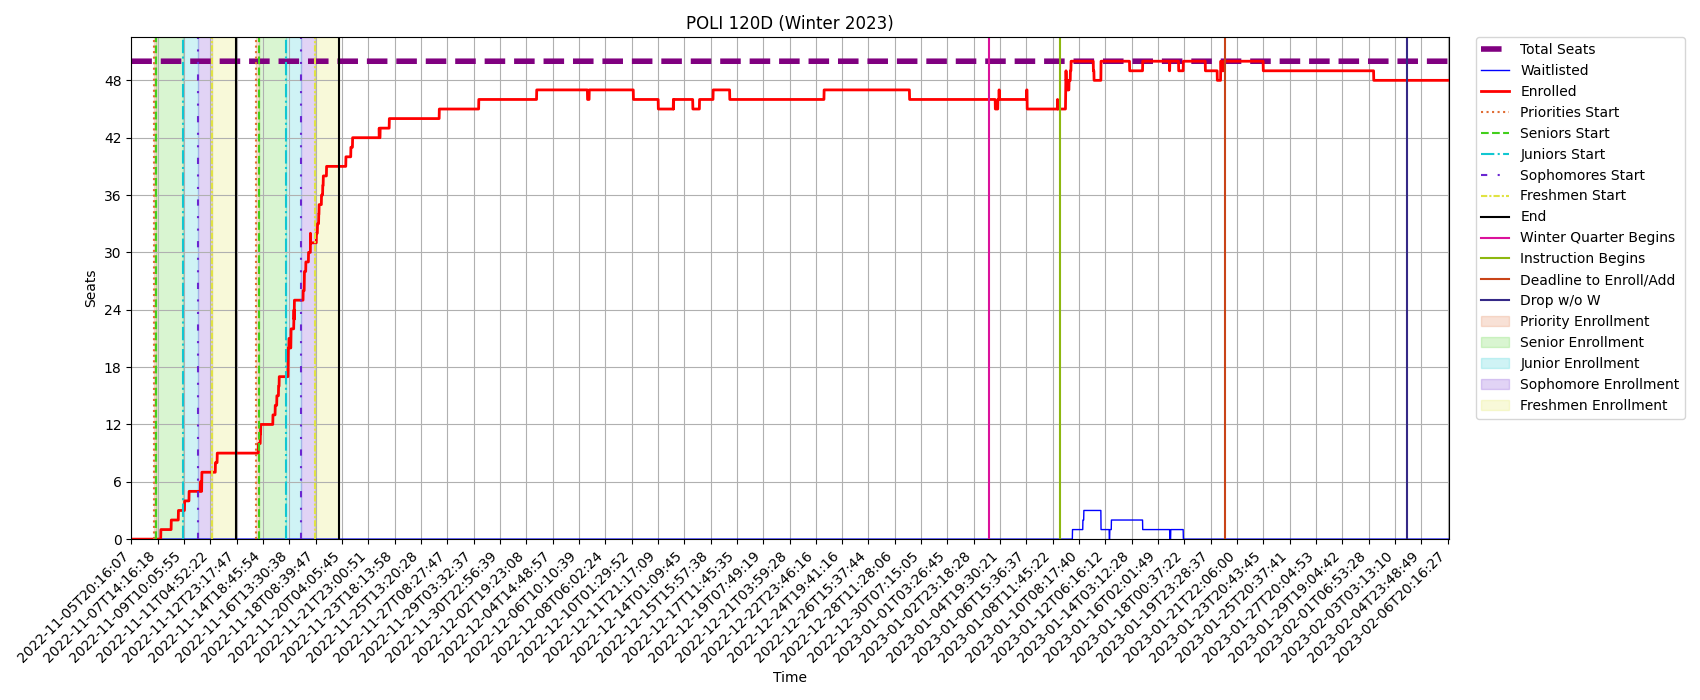 POLI 120D (Winter 2023)
Seats
48
42
36
30
24
18
12
6
0
2022-11-05T20:16:07
2022-11-07T14:16:18
2022-11-09T10:05:55
2022-11-11T04:52:22
2022-11-12T23:17:47
2022-11-14T18:45:54
2022-11-16T13:30:38
2022-11-18T08:39:47
2022-11-20T04:05:45
2022-11-21T23:00:51
2022-11-23T18:13:58
2022-11-25T13:20:28
2022-11-27T08:27:47
2022-11-29T03:32:37
2022-11-30T22:56:39
2022-12-02T19:23:08
2022-12-04T14:48:57
2022-12-06T10:10:39
2022-12-08T06:02:24
2022-12-10T01:29:52
2022-12-11T21:17:09
2022-12-14T01:09:45
2022-12-15T15:57:38
2022-12-17T11:45:35
2022-12-19T07:49:19
2022-12-21T03:59:28
2022-12-22T23:46:16
2022-12-24T19:41:16
2022-12-26T15:37:44
2022-12-28T11:28:06
2022-12-30T07:15:05
2023-01-01T03:26:45
2023-01-02T23:18:28
2023-01-04T19:30:21
2023-01-06T15:36:37
2023-01-08T11:45:22
2023-01-10T08:17:40
2023-01-12T06:16:12
2023-01-14T03:12:28
2023-01-16T02:01:49
2023-01-18T00:37:22
2023-01-19T23:28:37
2023-01-21T22:06:00
2023-01-23T20:43:45
2023-01-25T20:37:41
2023-01-27T20:04:53
2023-01-29T19:04:42
2023-02-01T06:53:28
2023-02-03T03:13:10
2023-02-04T23:48:49
2023-02-06T20:16:27
Time
Total Seats
Waitlisted
Enrolled
Priorities Start
Seniors Start
Juniors Start
Sophomores Start
Freshmen Start
End
Winter Quarter Begins
Instruction Begins
Deadline to Enroll/Add
Drop w/o W
Priority Enrollment
Senior Enrollment
Junior Enrollment
Sophomore Enrollment
Freshmen Enrollment